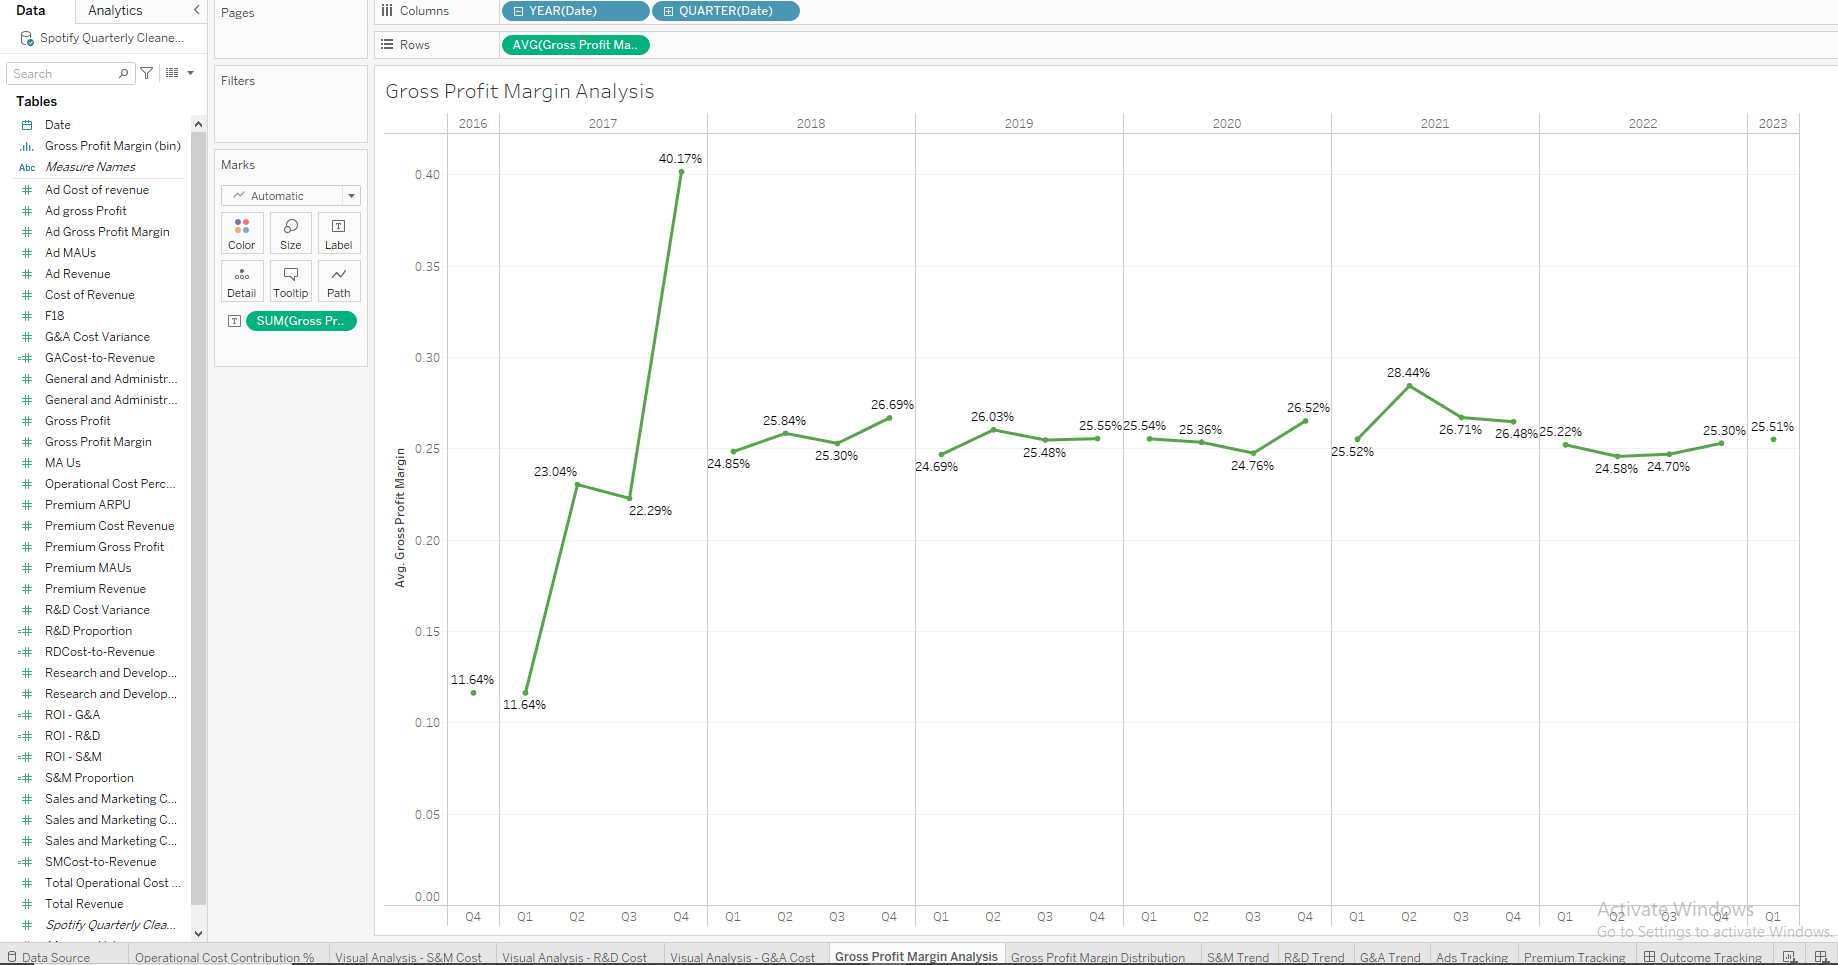 Data
Analytics
Spotify Quarterly Cleane...
Search
Tables
Date
Gross Profit Margin (bin)
Abc Measure Names
Ad Cost of revenue
Ad gross Profit
Ad Gross Profit Margin
Ad MAUs
Ad Revenue
Cost of Revenue
F18
G&A Cost Variance
GACost-to-Revenue
General and Administr...
General and Administr...
Gross Profit
Gross Profit Margin
MA Us
Operational Cost Perc...
Premium ARPU
Premium Cost Revenue
Premium Gross Profit
Premium MAUs
Premium Revenue
R&D Cost Variance
R&D Proportion
RDCost-to-Revenue
Research and Develop...
Research and Develop...
ROI - G&A
ROI - R&D
ROI - S&M
S&M Proportion
Sales and Marketing C...
Sales and Marketing C...
Sales and Marketing C...
SMCost-to-Revenue
Total Operational Cost ...
Total Revenue
Spotify Quarterly Clea...
Pages
Filters
Marks
Automatic
Color Size Label
Detail Tooltip Path
SUM(Gross Pr..
Columns YEAR(Date) QUARTER(Date)
Rows AVG(Gross Profit Ma..
Gross Profit Margin Analysis
2016 2017 2018 2019 2020 2021 2022 2023
Avg. Gross Profit Margin
0.40
0.35
0.30
0.25
0.20
0.15
0.10
0.05
0.00
11.64%
11.64%
23.04%
22.29%
40.17%
24.85%
25.84%
25.30%
26.69%
24.69%
26.03%
25.48%
25.55%
25.54%
25.36%
24.76%
26.52%
25.52%
28.44%
26.71%
26.48%
25.22%
24.58%
24.70%
25.30%
25.51%
Q4 Q1 Q2 Q3 Q4 Q1 Q2 Q3 Q4 Q1 Q2 Q3 Q4 Q1 Q2 Q3 Q4 Q1 Q2 Q3 Q4 Q1 Q2 Q3 Q4 Q1
Activate Windows
Go to Settings to activate Windows.
Data Source Operational Cost Contribution % Visual Analysis - S&M Cost Visual Analysis - R&D Cost Visual Analysis - G&A Cost Gross Profit Margin Analysis Gross Profit Margin Distribution S&M Trend R&D Trend G&A Trend Ads Tracking Premium Tracking Outcome Tracking